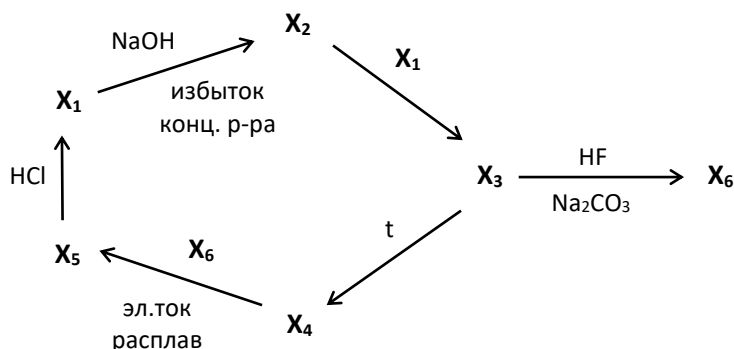 X₂
NaOH
X₁
X₁
избыток
конц. р-ра
HCl
X₃
HF
Na₂CO₃
X₆
t
X₅
X₆
эл.ток
расплав
X₄